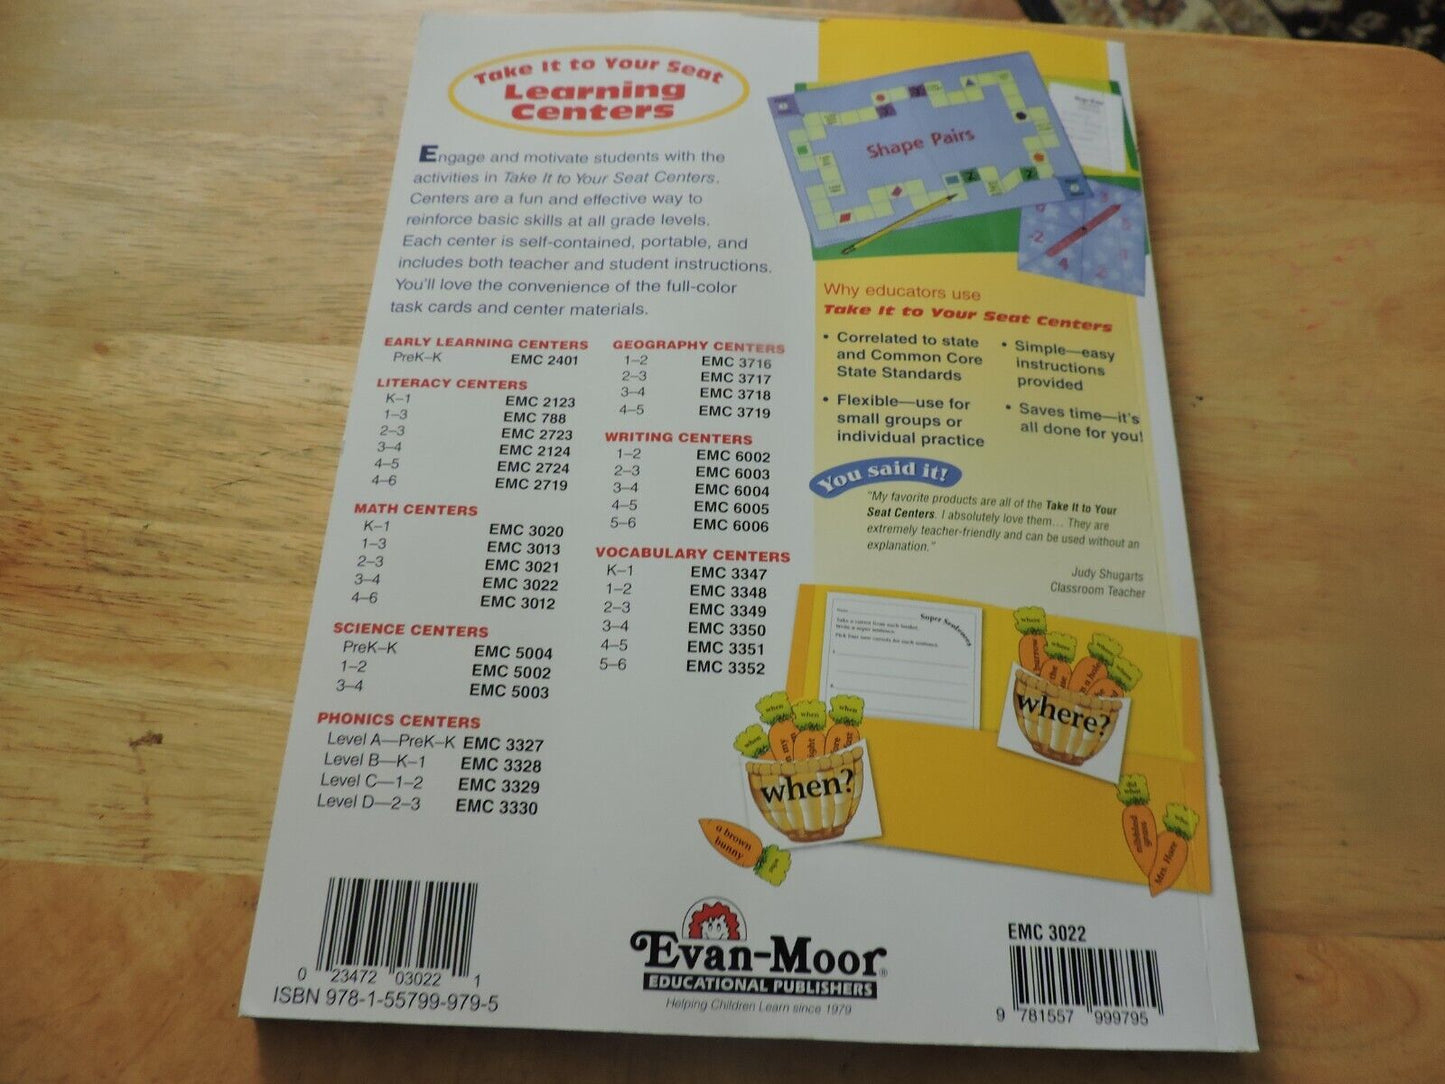 Take It to Your Seat
Learning
Centers
Engage and motivate students with the
activities in Take It to Your Seat Centers.
Centers are a fun and effective way to
reinforce basic skills at all grade levels.
Each center is self-contained, portable, and
includes both teacher and student instructions.
You'll love the convenience of the full-color
task cards and center materials.
EARLY LEARNING CENTERS
PreK–K EMC 2401
LITERACY CENTERS
K–1 EMC 2123
1–3 EMC 788
2–3 EMC 2723
3–4 EMC 2124
4–5 EMC 2724
4–6 EMC 2719
MATH CENTERS
K–1 EMC 3020
1–3 EMC 3013
2–3 EMC 3021
3–4 EMC 3022
4–6 EMC 3012
SCIENCE CENTERS
PreK–K EMC 5004
1–2 EMC 5002
3–4 EMC 5003
PHONICS CENTERS
Level A—PreK–K EMC 3327
Level B—K–1 EMC 3328
Level C—1–2 EMC 3329
Level D—2–3 EMC 3330
GEOGRAPHY CENTERS
1–2 EMC 3716
2–3 EMC 3717
3–4 EMC 3718
4–5 EMC 3719
WRITING CENTERS
1–2 EMC 6002
2–3 EMC 6003
3–4 EMC 6004
4–5 EMC 6005
5–6 EMC 6006
VOCABULARY CENTERS
K–1 EMC 3347
1–2 EMC 3348
2–3 EMC 3349
3–4 EMC 3350
4–5 EMC 3351
5–6 EMC 3352
Shape Pairs
Why educators use
Take It to Your Seat Centers
• Correlated to state
and Common Core
State Standards
• Flexible—use for
small groups or
individual practice
• Simple—easy
instructions
provided
• Saves time—it's
all done for you!
You said it!
"My favorite products are all of the Take It to Your
Seat Centers. I absolutely love them... They are
extremely teacher-friendly and can be used without an
explanation."
Judy Shugarts
Classroom Teacher
Super Sentences
where?
when?
a brown
bunny
Mrs. Hare
0 23472 03022 1
ISBN 978-1-55799-979-5
Evan-Moor®
EDUCATIONAL PUBLISHERS
Helping Children Learn since 1979
EMC 3022
9 781557 999795